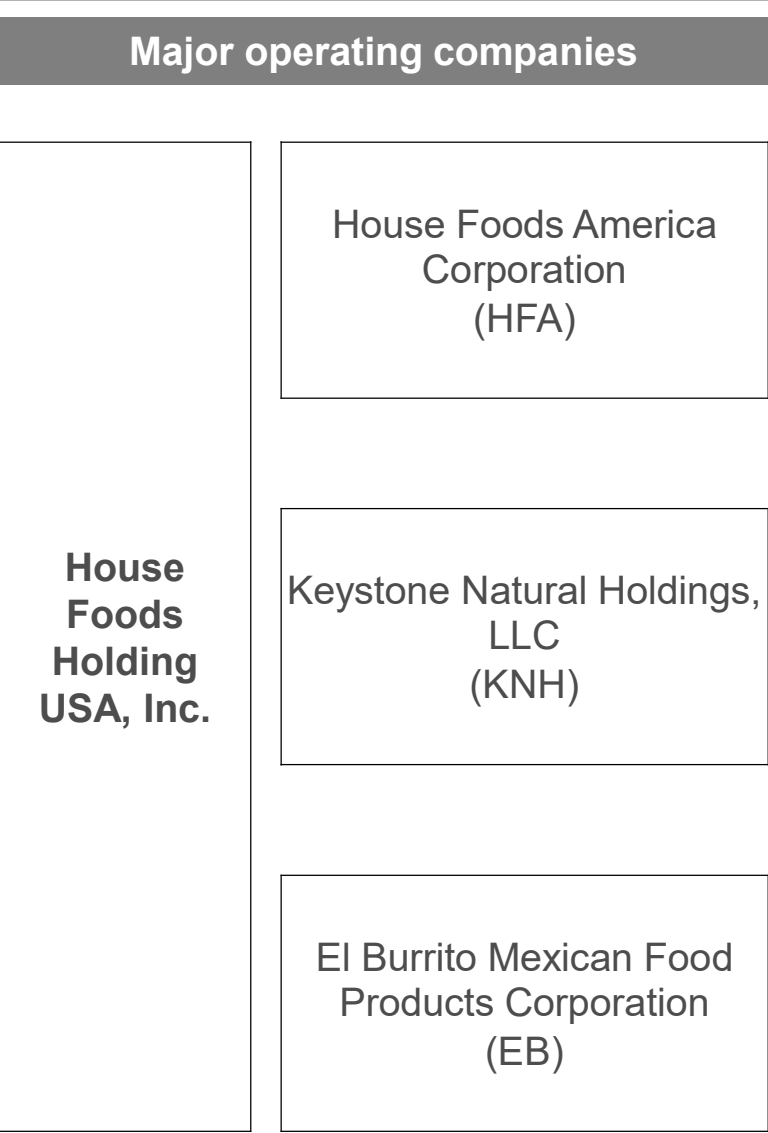 Major operating companies
House
Foods
Holding
USA, Inc.
House Foods America
Corporation
(HFA)
Keystone Natural Holdings,
LLC
(KNH)
El Burrito Mexican Food
Products Corporation
(EB)